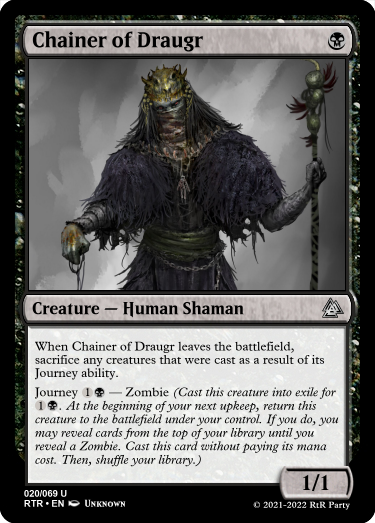 Chainer of Draugr
Creature — Human Shaman
When Chainer of Draugr leaves the battlefield,
sacrifice any creatures that were cast as a result of its
Journey ability.
Journey 1 — Zombie (Cast this creature into exile for
1. At the beginning of your next upkeep, return this
creature to the battlefield under your control. If you do, you
may reveal cards from the top of your library until you
reveal a Zombie. Cast this card without paying its mana
cost. Then, shuffle your library.)
1/1
020/069 U
RTR • EN Unknown
© 2021-2022 RtR Party